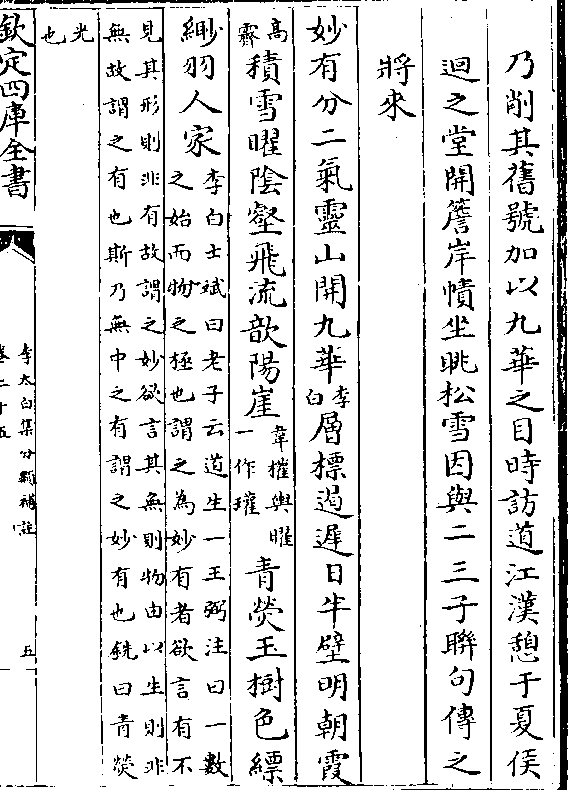 乃削其舊號加以九華之目時訪道江漢憇于夏侯
迴之堂開簷岸幘坐眺松雪因與二三子聯句傳之
將來
妙有分二氣靈山開九華李白層標遏遲日半壁明朝霞
高霽積雪曜陰壑飛流歕陽崖韋權輿曜一作璀青熒玉樹色縹
緲羽人家李白士斌曰老子云道生一王弼注曰一數
之始而物之極也謂之為妙有者欲言有不
見其形則非有故謂之妙欲言其無則物由以生則非
無故謂之有也斯乃無中之有謂之妙有也銑曰青熒
光也
欽定四庫全書
李太白集分類補註
卷二十五
五